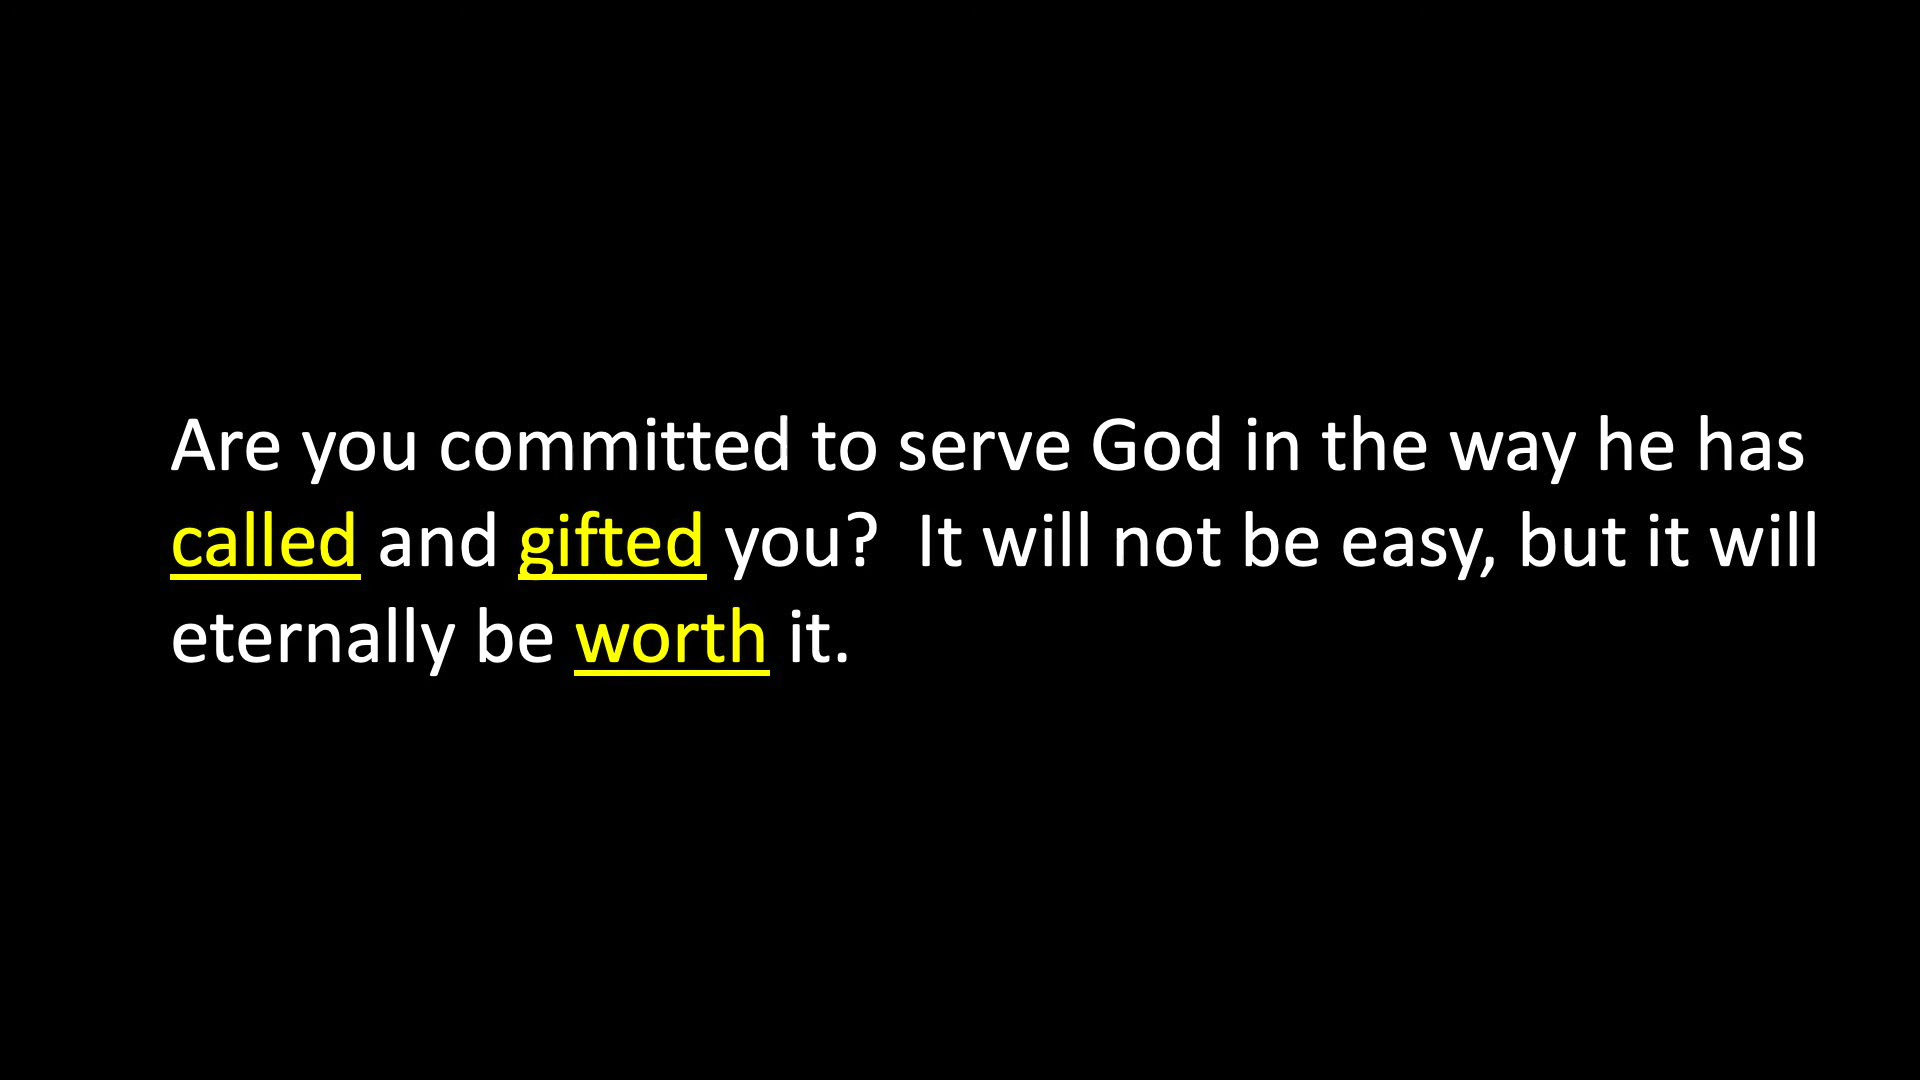 Are you committed to serve God in the way he has
called and gifted you?  It will not be easy, but it will
eternally be worth it.